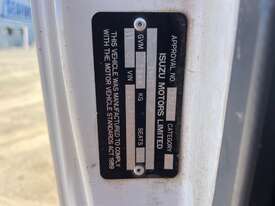 ISUZU MOTORS LIMITED
APPROVAL NO. CATEGORY
GVM KG SEATS
VIN
THIS VEHICLE WAS MANUFACTURED TO COMPLY
WITH THE MOTOR VEHICLE STANDARDS ACT 1989